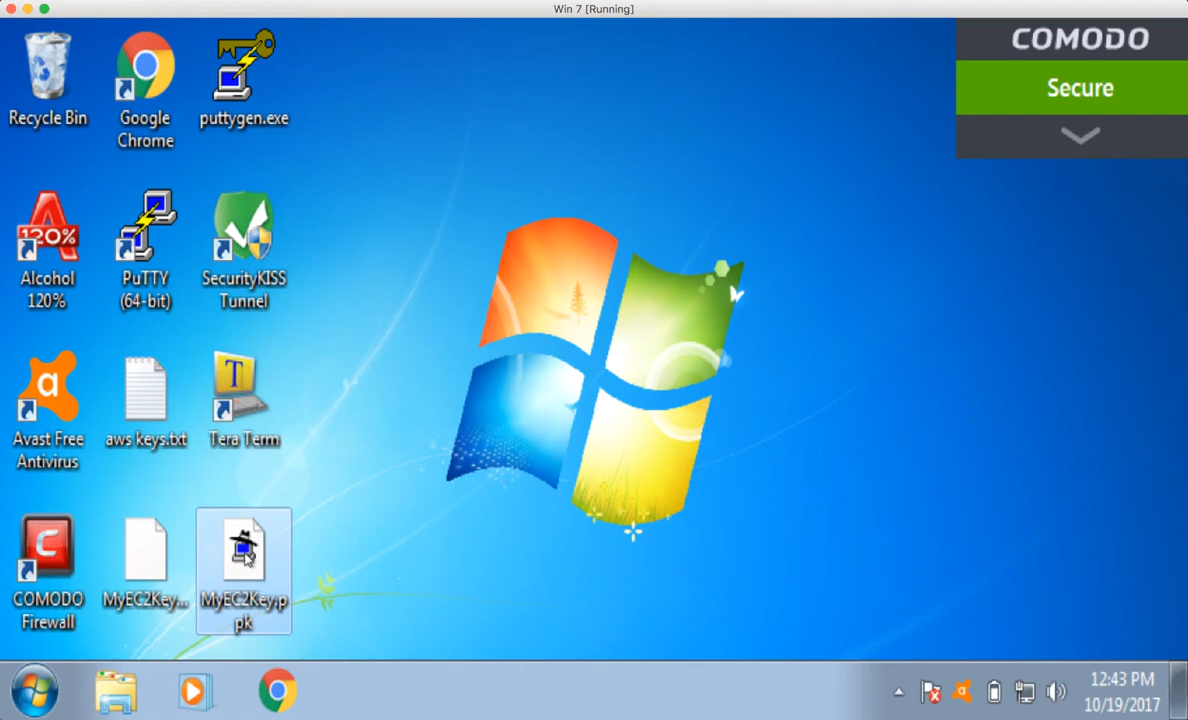 Win 7 [Running]
COMODO
Secure
Recycle Bin
Google
Chrome
puttygen.exe
120%
Alcohol
120%
PuTTY
(64-bit)
SecurityKISS
Tunnel
a
Avast Free
Antivirus
aws keys.txt
T
Tera Term
C
COMODO
Firewall
MyEC2Key...
MyEC2Key.p
pk
a
12:43 PM
10/19/2017